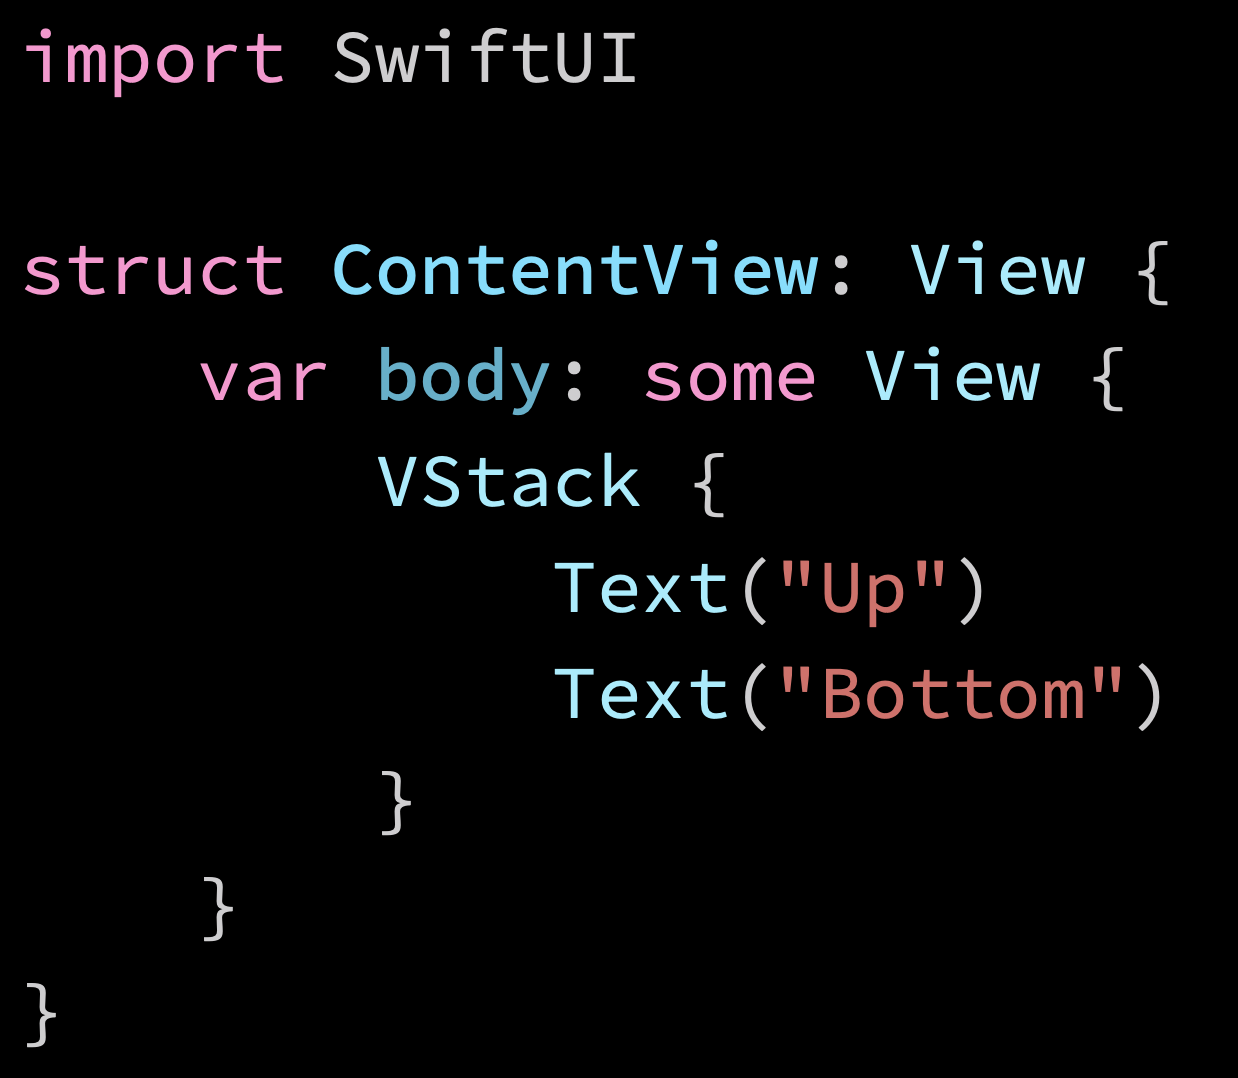 import SwiftUI

struct ContentView: View {
    var body: some View {
        VStack {
            Text("Up")
            Text("Bottom")
        }
    }
}